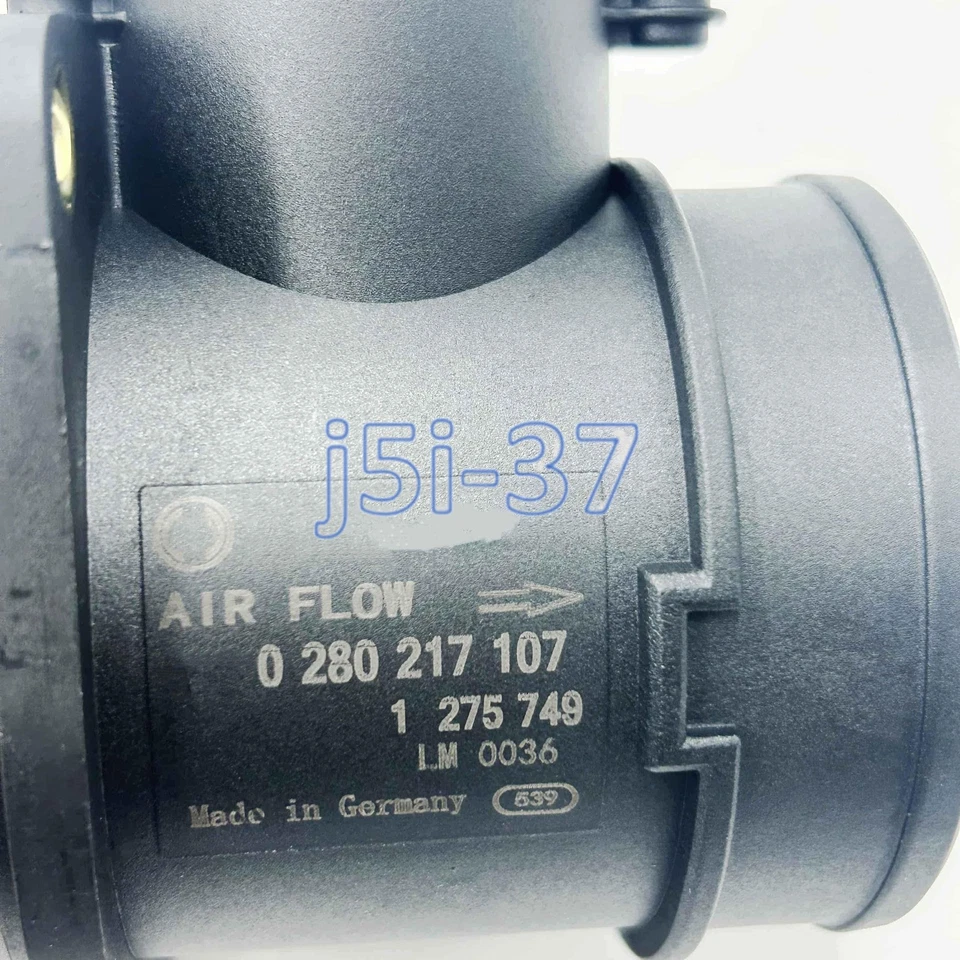 j5i-37
AIR FLOW
0 280 217 107
1 275 749
LM 0036
Made in Germany 539